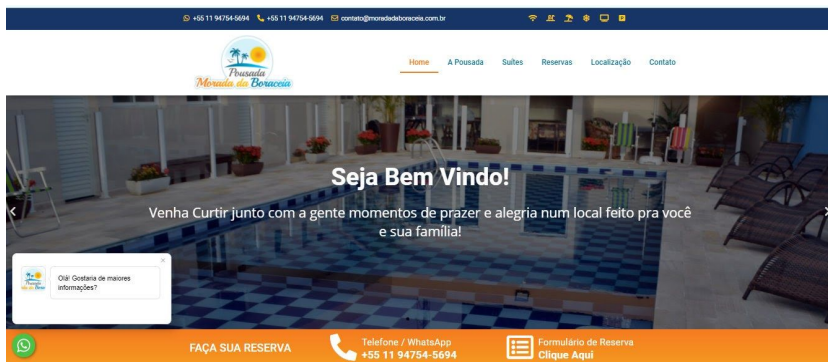 +55 11 94754-5694 +55 11 94754-5694 contato@moradadaboraceia.com.br
Pousada
Morada da Boraceia
Home A Pousada Suítes Reservas Localização Contato
Seja Bem Vindo!
Venha Curtir junto com a gente momentos de prazer e alegria num local feito pra você
e sua família!
Olá! Gostaria de maiores
informações?
FAÇA SUA RESERVA
Telefone / WhatsApp
+55 11 94754-5694
Formulário de Reserva
Clique Aqui